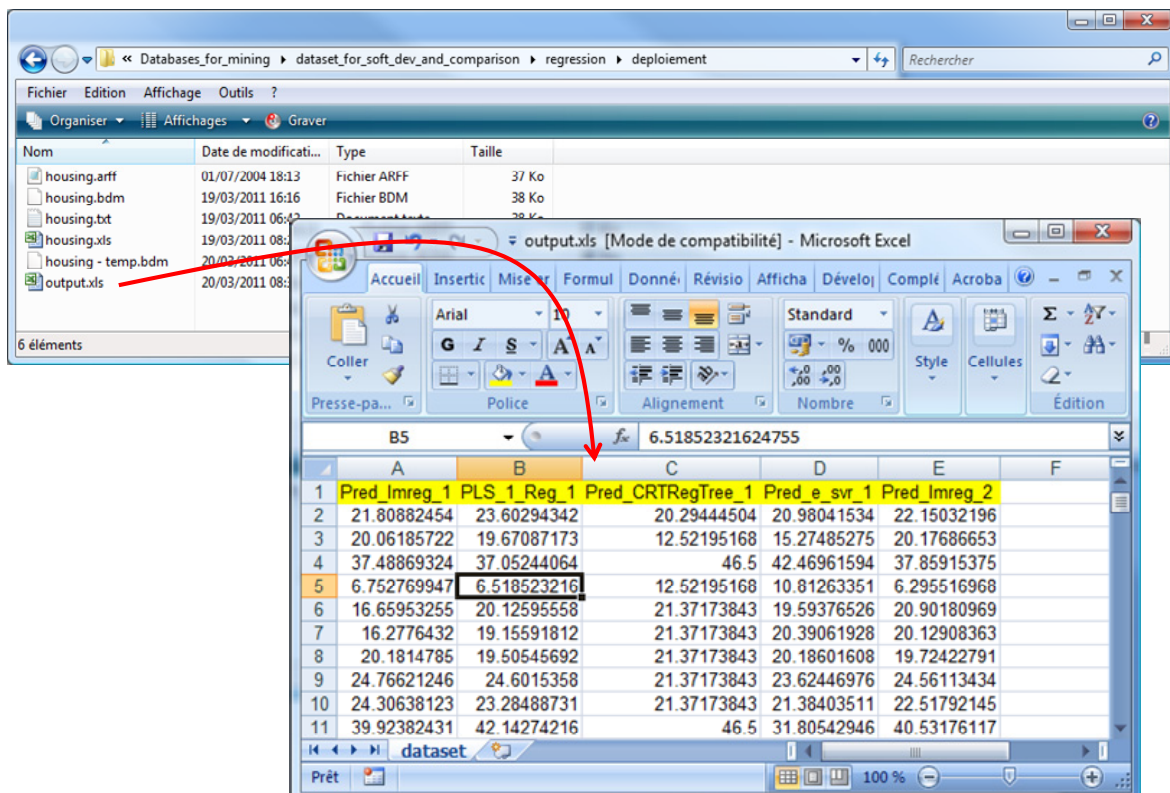 « Databases_for_mining ▸ dataset_for_soft_dev_and_comparison ▸ regression ▸ deploiement
Rechercher
Fichier Edition Affichage Outils ?
Organiser Affichages Graver
Nom Date de modificati... Type Taille
housing.arff 01/07/2004 18:13 Fichier ARFF 37 Ko
housing.bdm 19/03/2011 16:16 Fichier BDM 38 Ko
housing.txt 19/03/2011 06:42
housing.xls 19/03/2011
housing - temp.bdm 20/03/2011
output.xls 20/03/2011
6 éléments
output.xls [Mode de compatibilité] - Microsoft Excel
Accueil Insertic Mise er Formul Donné Révisio Afficha Dévelo Complé Acroba
Coller
Arial 10
G I S A A
Standard
% 000
Style
Cellules
Σ
Presse-pa... Police Alignement Nombre Édition
B5 fx 6.51852321624755
A B C D E F
1 Pred_lmreg_1 PLS_1_Reg_1 Pred_CRTRegTree_1 Pred_e_svr_1 Pred_lmreg_2
2 21.80882454 23.60294342 20.29444504 20.98041534 22.15032196
3 20.06185722 19.67087173 12.52195168 15.27485275 20.17686653
4 37.48869324 37.05244064 46.5 42.46961594 37.85915375
5 6.752769947 6.518523216 12.52195168 10.81263351 6.295516968
6 16.65953255 20.12595558 21.37173843 19.59376526 20.90180969
7 16.2776432 19.15591812 21.37173843 20.39061928 20.12908363
8 20.1814785 19.50545692 21.37173843 20.18601608 19.72422791
9 24.76621246 24.6015358 21.37173843 23.62446976 24.56113434
10 24.30638123 23.28488731 21.37173843 21.38403511 22.51792145
11 39.92382431 42.14274216 46.5 31.80542946 40.53176117
dataset
Prêt 100 %